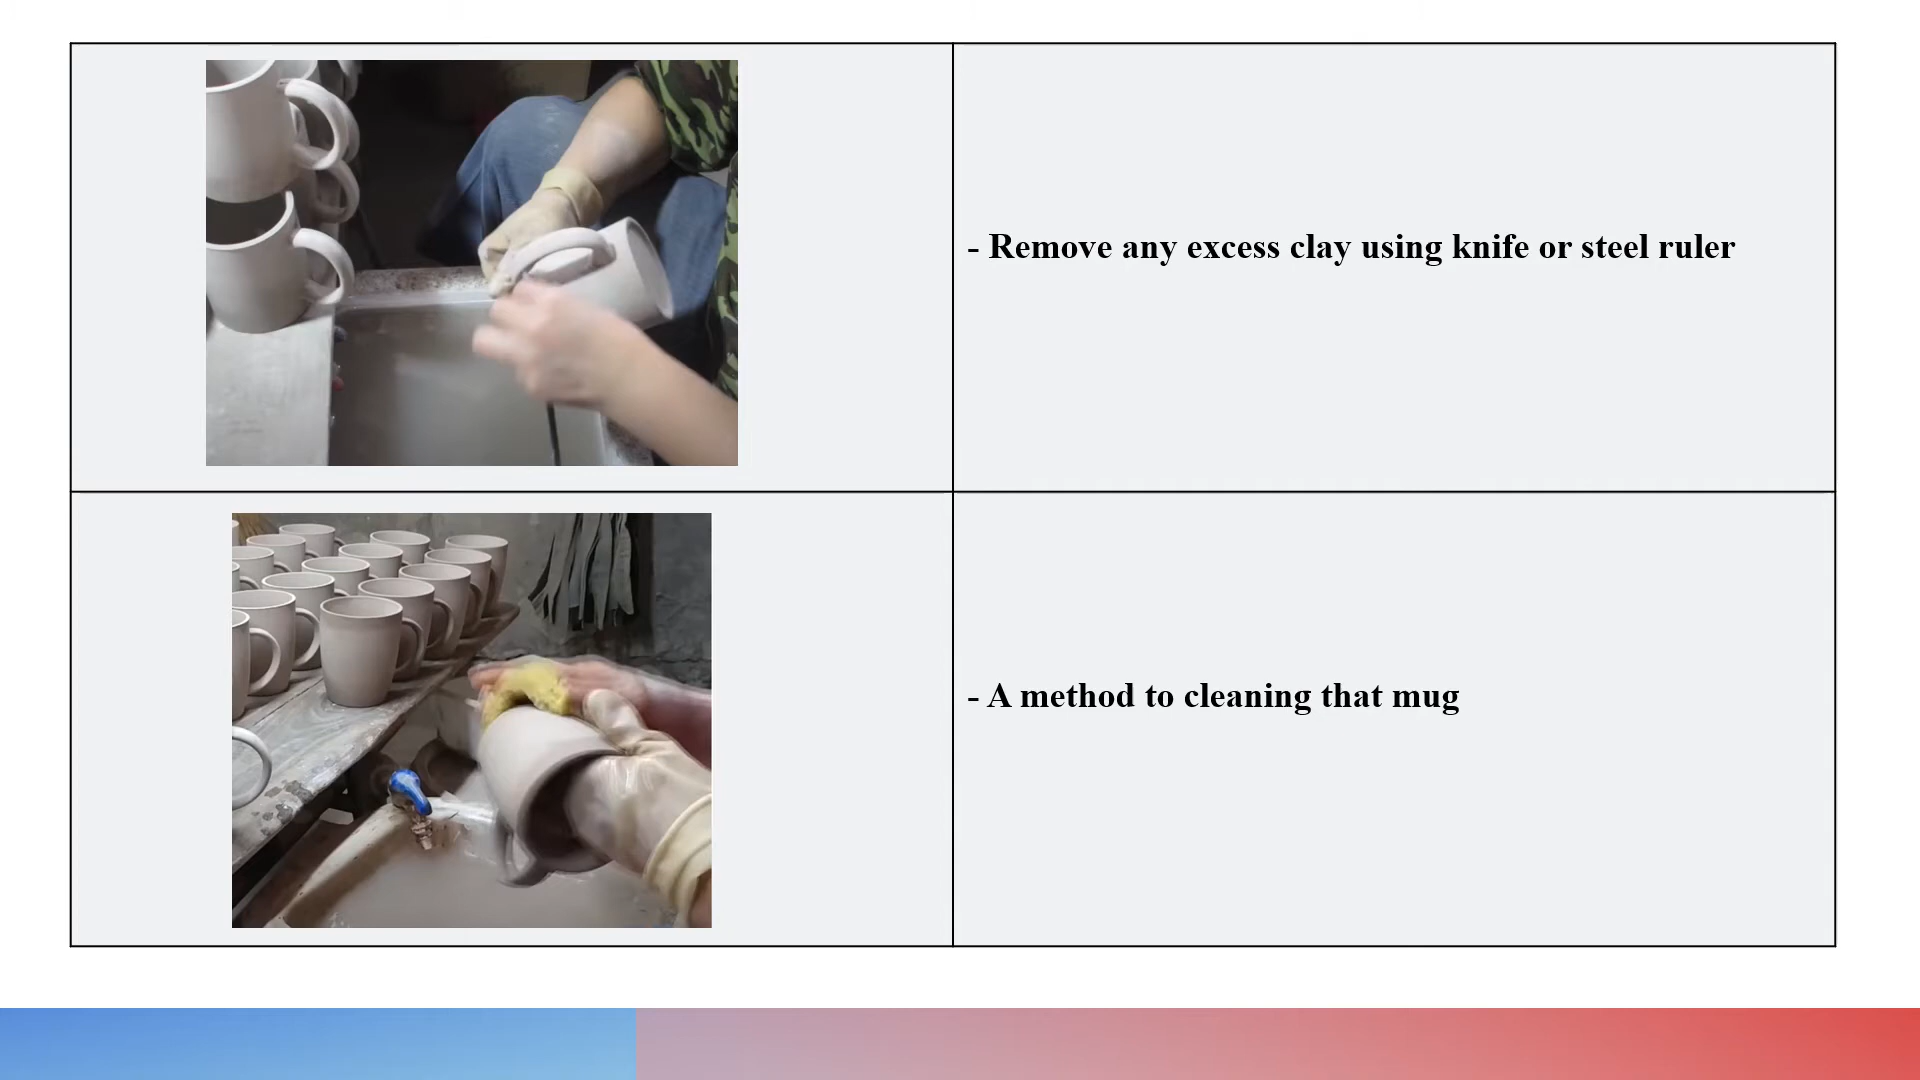 - Remove any excess clay using knife or steel ruler
- A method to cleaning that mug